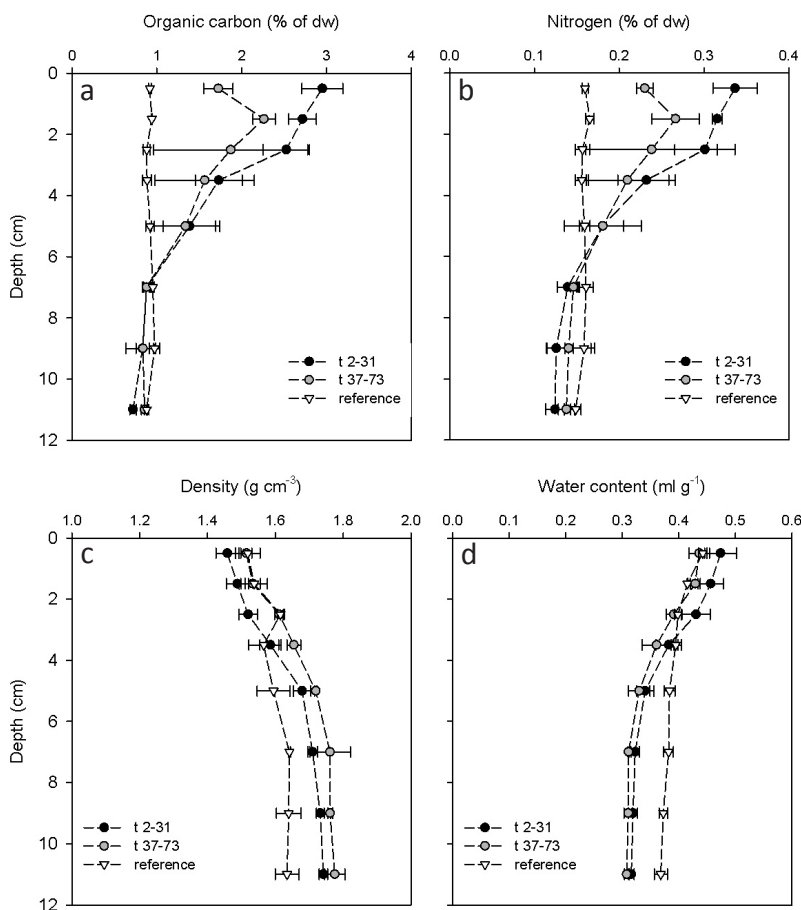 Organic carbon (% of dw)
0 1 2 3 4
a
Depth (cm)
0
2
4
6
8
10
12
t 2-31
t 37-73
reference
Nitrogen (% of dw)
0.0 0.1 0.2 0.3 0.4
b
t 2-31
t 37-73
reference
Density (g cm⁻³)
1.0 1.2 1.4 1.6 1.8 2.0
c
Depth (cm)
0
2
4
6
8
10
12
t 2-31
t 37-73
reference
Water content (ml g⁻¹)
0.0 0.1 0.2 0.3 0.4 0.5 0.6
d
t 2-31
t 37-73
reference